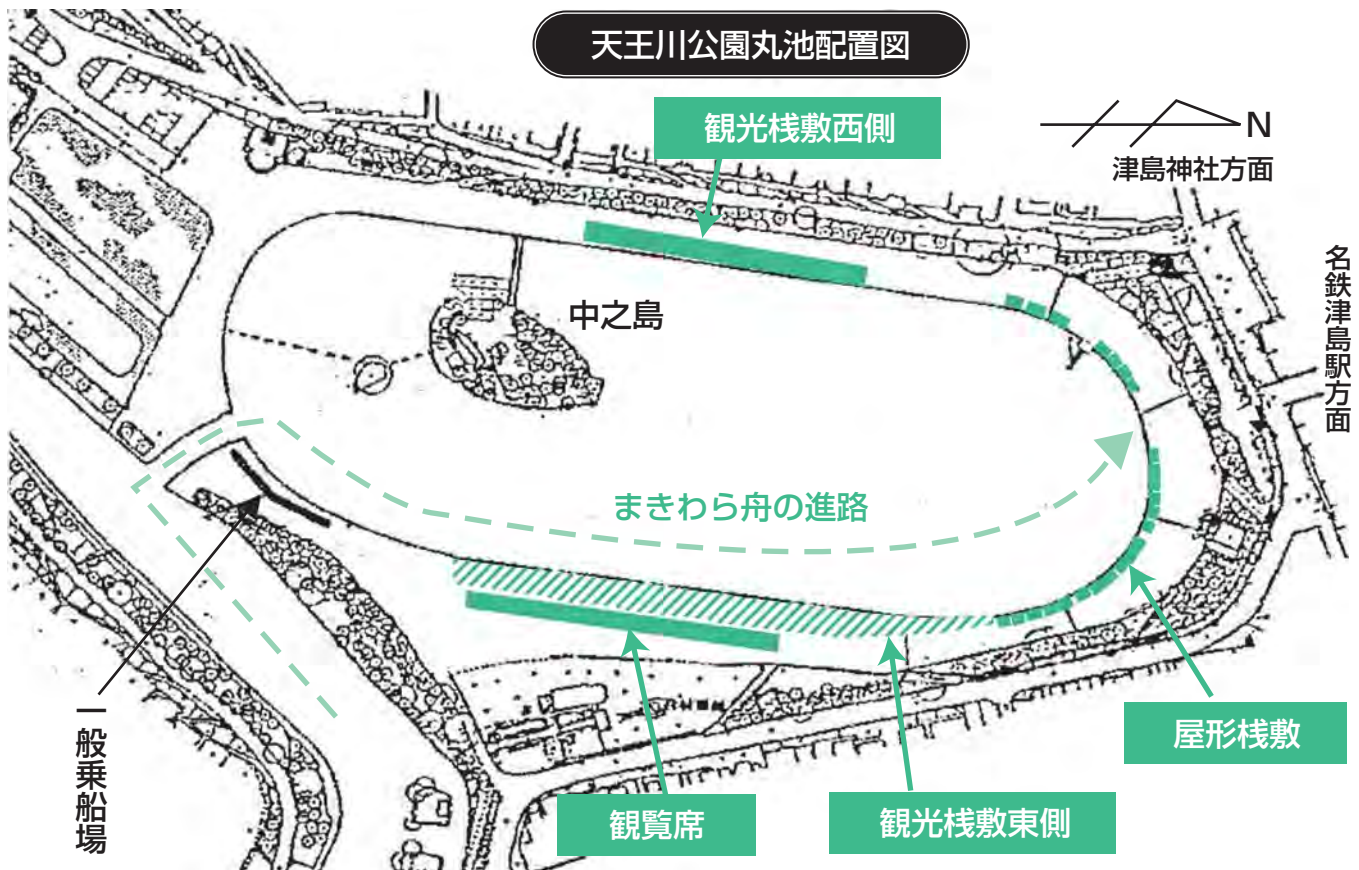 天王川公園丸池配置図
観光桟敷西側
N
津島神社方面
名鉄津島駅方面
中之島
まきわら舟の進路
一般乗船場
屋形桟敷
観覧席
観光桟敷東側